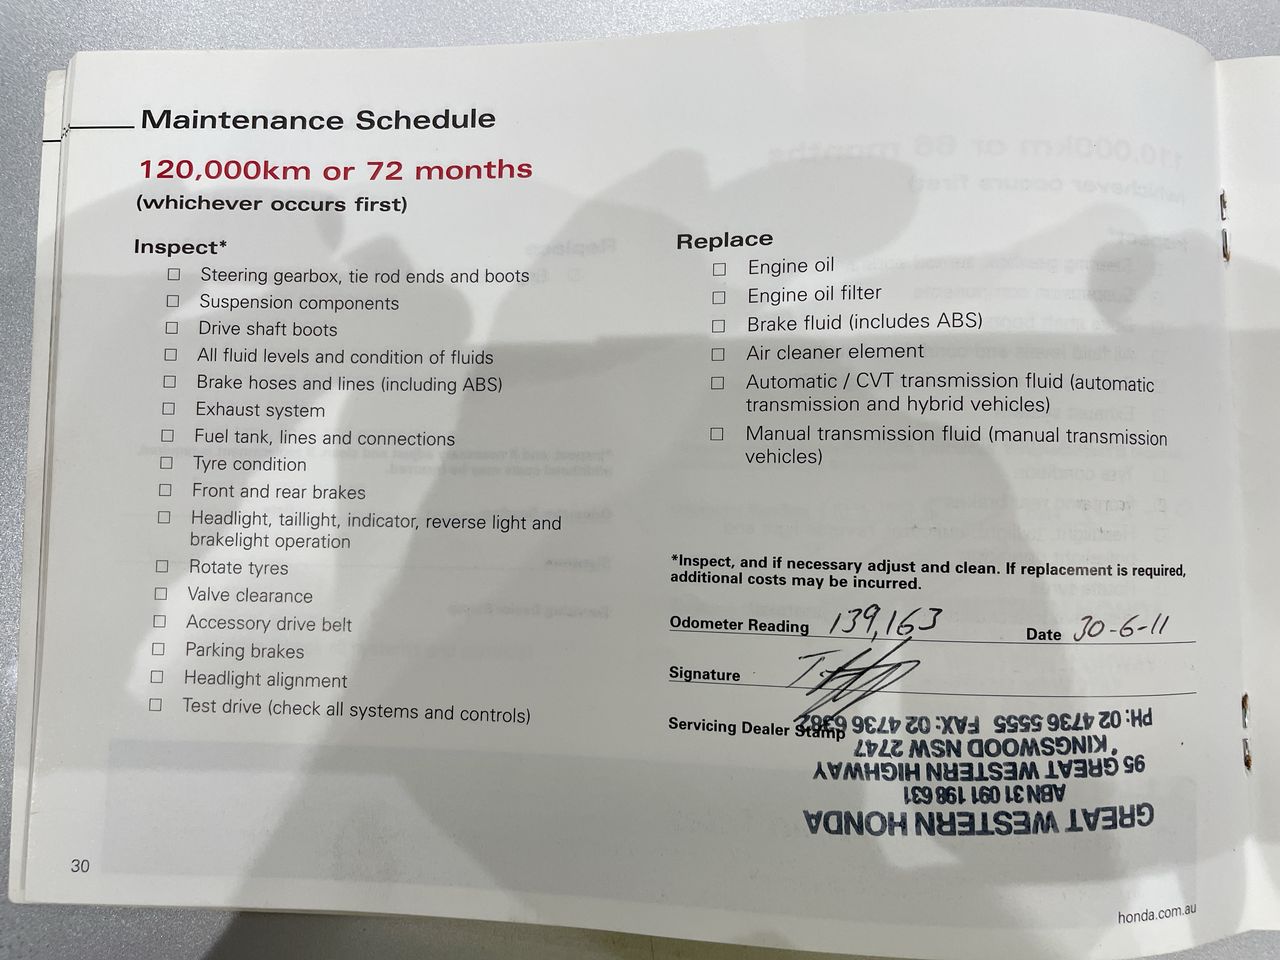 Maintenance Schedule
120,000km or 72 months
(whichever occurs first)
Inspect*
Steering gearbox, tie rod ends and boots
Suspension components
Drive shaft boots
All fluid levels and condition of fluids
Brake hoses and lines (including ABS)
Exhaust system
Fuel tank, lines and connections
Tyre condition
Front and rear brakes
Headlight, taillight, indicator, reverse light and
brakelight operation
Rotate tyres
Valve clearance
Accessory drive belt
Parking brakes
Headlight alignment
Test drive (check all systems and controls)
Replace
Engine oil
Engine oil filter
Brake fluid (includes ABS)
Air cleaner element
Automatic / CVT transmission fluid (automatic
transmission and hybrid vehicles)
Manual transmission fluid (manual transmission
vehicles)
*Inspect, and if necessary adjust and clean. If replacement is required,
additional costs may be incurred.
Odometer Reading 139,163 Date 30-6-11
Signature
Servicing Dealer Stamp
GREAT WESTERN HONDA
ABN 31 091 198 631
95 GREAT WESTERN HIGHWAY
KINGSWOOD NSW 2747
PH: 02 4736 5555 FAX: 02 4736 6382
30
honda.com.au